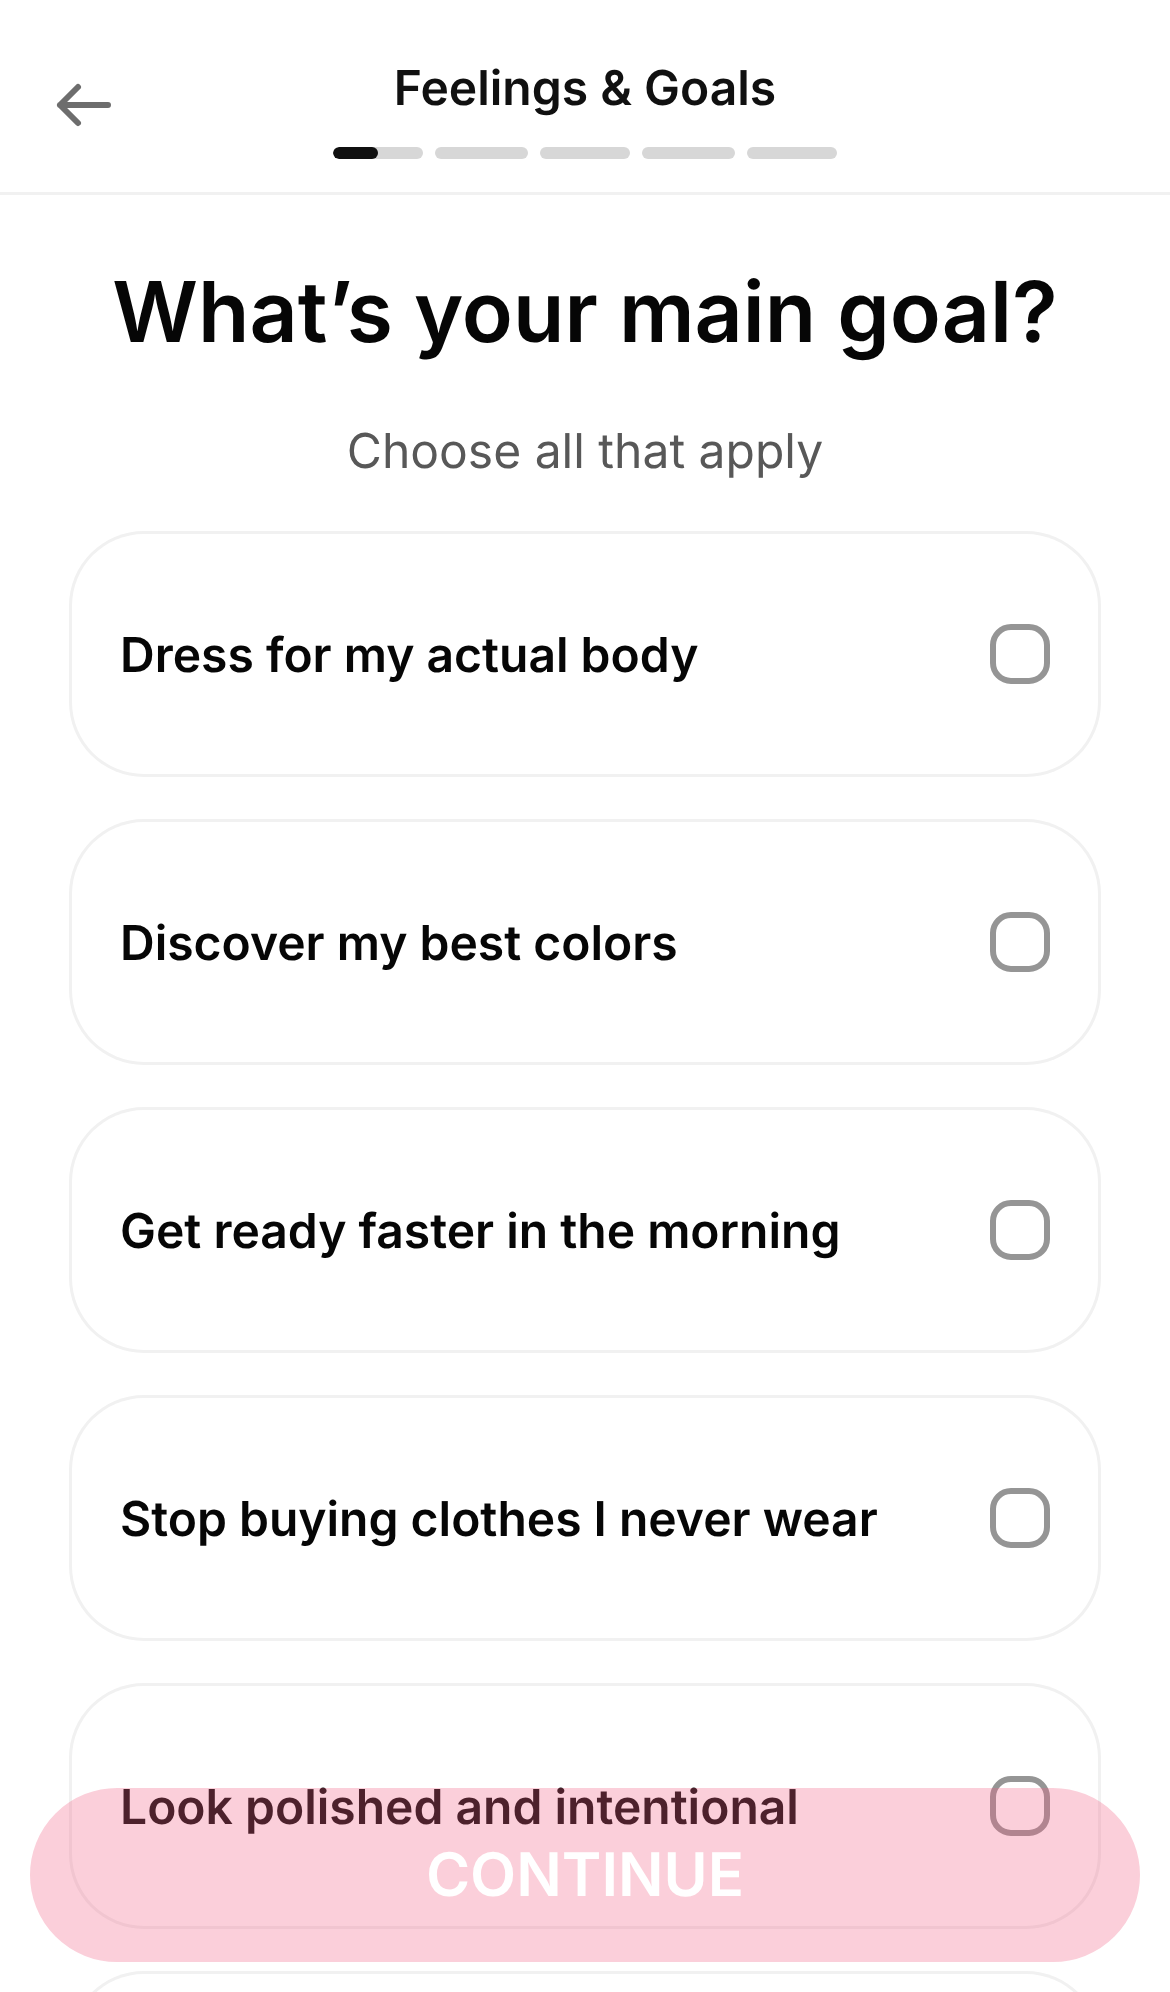 Feelings & Goals
What’s your main goal?
Choose all that apply
Dress for my actual body
Discover my best colors
Get ready faster in the morning
Stop buying clothes I never wear
Look polished and intentional
CONTINUE